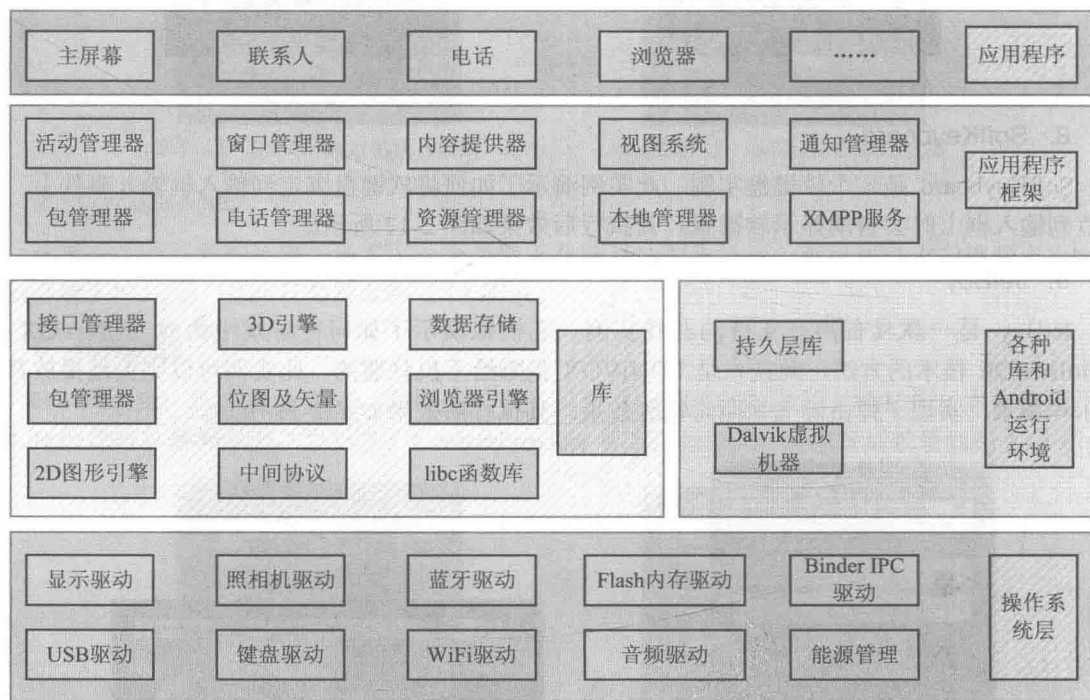 主屏幕
联系人
电话
浏览器
……
应用程序
活动管理器
窗口管理器
内容提供器
视图系统
通知管理器
应用程序
框架
包管理器
电话管理器
资源管理器
本地管理器
XMPP服务
接口管理器
3D引擎
数据存储
包管理器
位图及矢量
浏览器引擎
2D图形引擎
中间协议
libc函数库
库
持久层库
Dalvik虚拟
机器
各种
库和
Android
运行
环境
显示驱动
照相机驱动
蓝牙驱动
Flash内存驱动
Binder IPC
驱动
USB驱动
键盘驱动
WiFi驱动
音频驱动
能源管理
操作系
统层